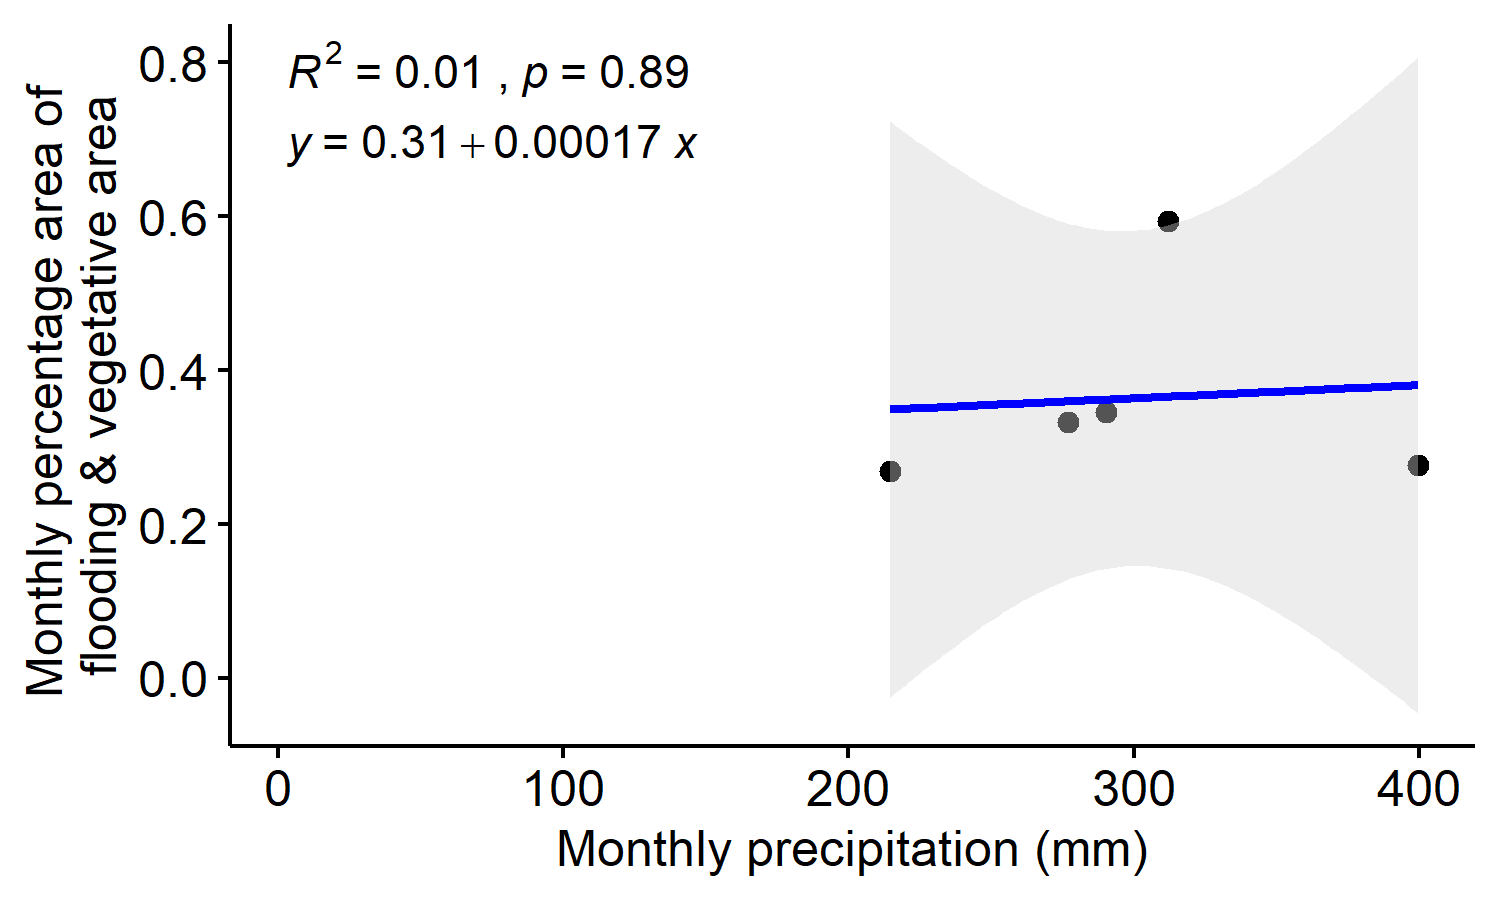 R² = 0.01 , p = 0.89
y = 0.31 + 0.00017 x
Monthly percentage area of
flooding & vegetative area
0.8
0.6
0.4
0.2
0.0
0 100 200 300 400
Monthly precipitation (mm)